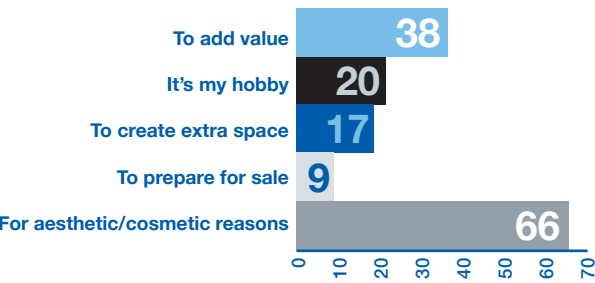 To add value 38
It's my hobby 20
To create extra space 17
To prepare for sale 9
For aesthetic/cosmetic reasons 66
0 10 20 30 40 50 60 70